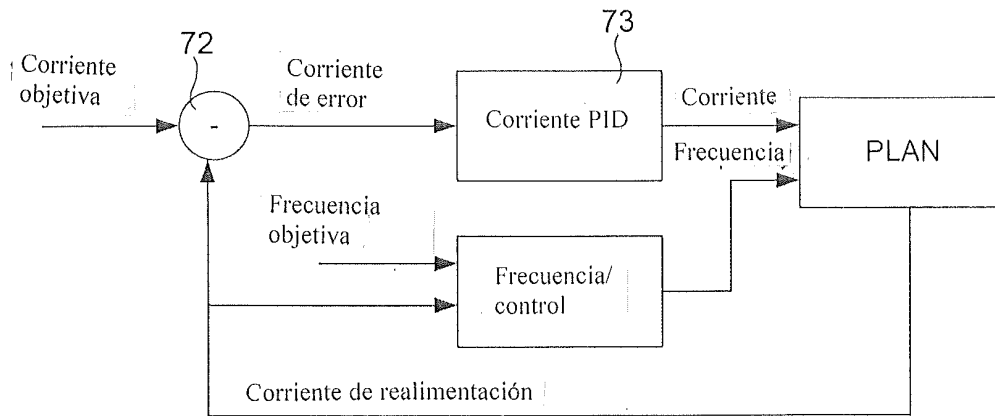 72
73
Corriente
objetiva
Corriente
de error
-
Corriente PID
Corriente
Frecuencia
PLAN
Frecuencia
objetiva
Frecuencia/
control
Corriente de realimentación